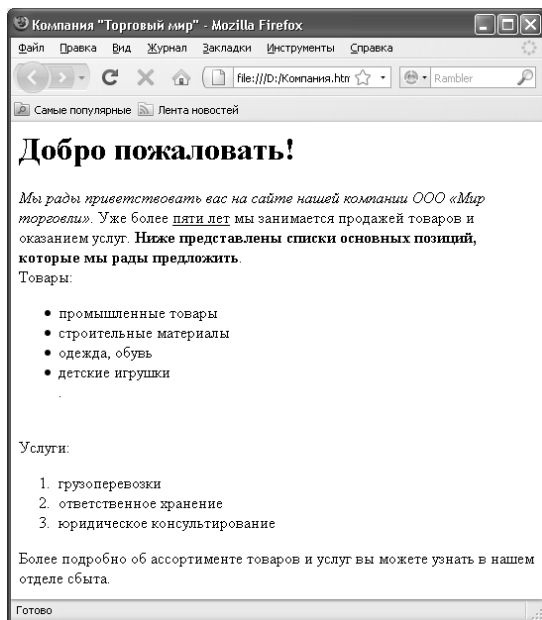 Компания "Торговый мир" - Mozilla Firefox
Файл Правка Вид Журнал Закладки Инструменты Справка
file:///D:/Компания.htm Rambler
Самые популярные Лента новостей
Добро пожаловать!
Мы рады приветствовать вас на сайте нашей компании ООО «Мир
торговли». Уже более пяти лет мы занимается продажей товаров и
оказанием услуг. Ниже представлены списки основных позиций,
которые мы рады предложить.
Товары:
• промышленные товары
• строительные материалы
• одежда, обувь
• детские игрушки
.
Услуги:
1. грузоперевозки
2. ответственное хранение
3. юридическое консультирование
Более подробно об ассортименте товаров и услуг вы можете узнать в нашем
отделе сбыта.
Готово